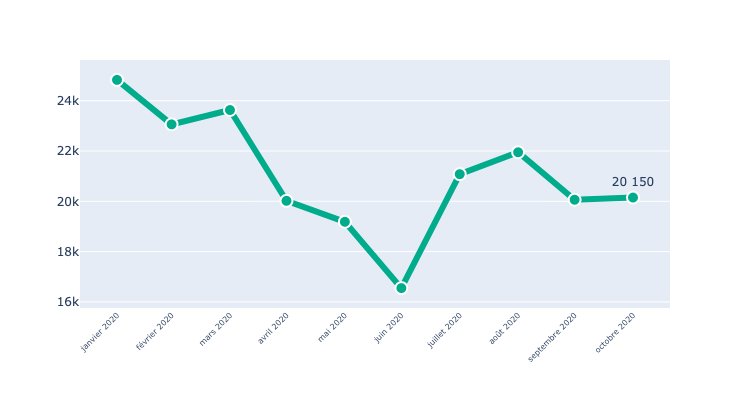 24k
22k
20 150
20k
18k
16k
janvier 2020
février 2020
mars 2020
avril 2020
mai 2020
juin 2020
juillet 2020
août 2020
septembre 2020
octobre 2020